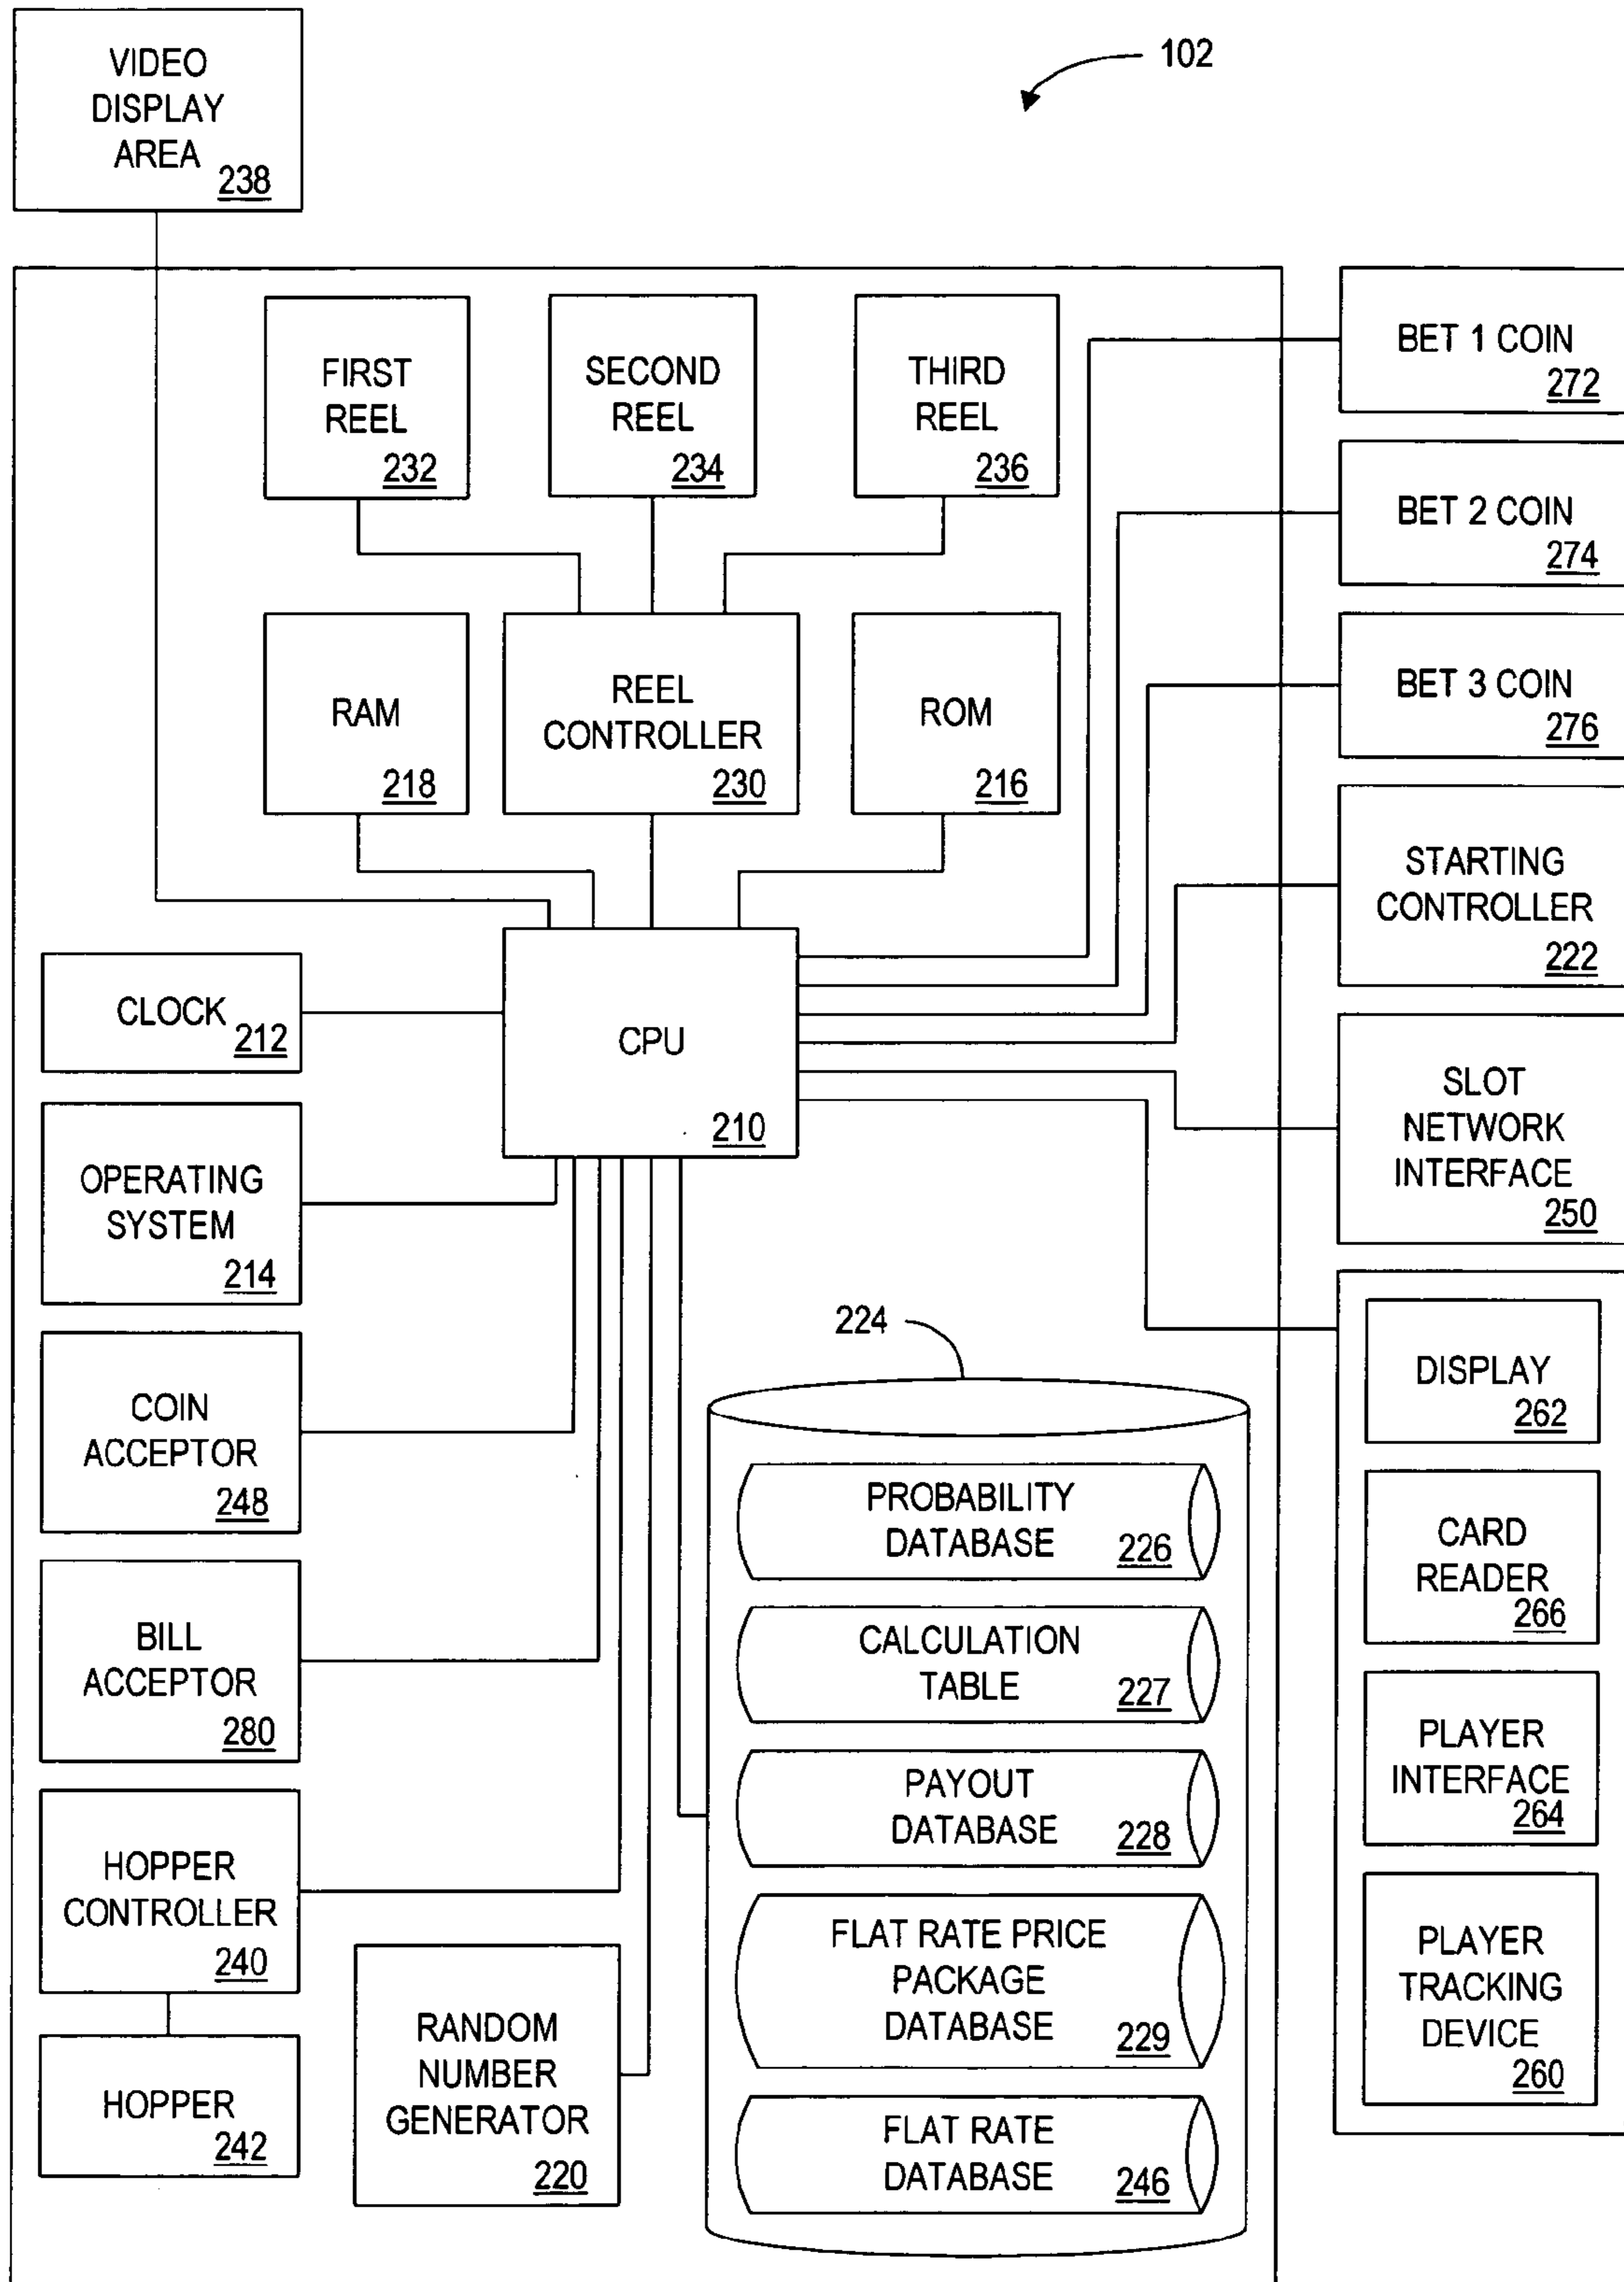 VIDEO
DISPLAY
AREA
238
102
FIRST
REEL
232
SECOND
REEL
234
THIRD
REEL
236
BET 1 COIN
272
BET 2 COIN
274
BET 3 COIN
276
RAM
218
REEL
CONTROLLER
230
ROM
216
STARTING
CONTROLLER
222
CLOCK
212
CPU
210
SLOT
NETWORK
INTERFACE
250
OPERATING
SYSTEM
214
COIN
ACCEPTOR
248
BILL
ACCEPTOR
280
HOPPER
CONTROLLER
240
HOPPER
242
RANDOM
NUMBER
GENERATOR
220
224
PROBABILITY
DATABASE
226
CALCULATION
TABLE
227
PAYOUT
DATABASE
228
FLAT RATE PRICE
PACKAGE
DATABASE
229
FLAT RATE
DATABASE
246
DISPLAY
262
CARD
READER
266
PLAYER
INTERFACE
264
PLAYER
TRACKING
DEVICE
260